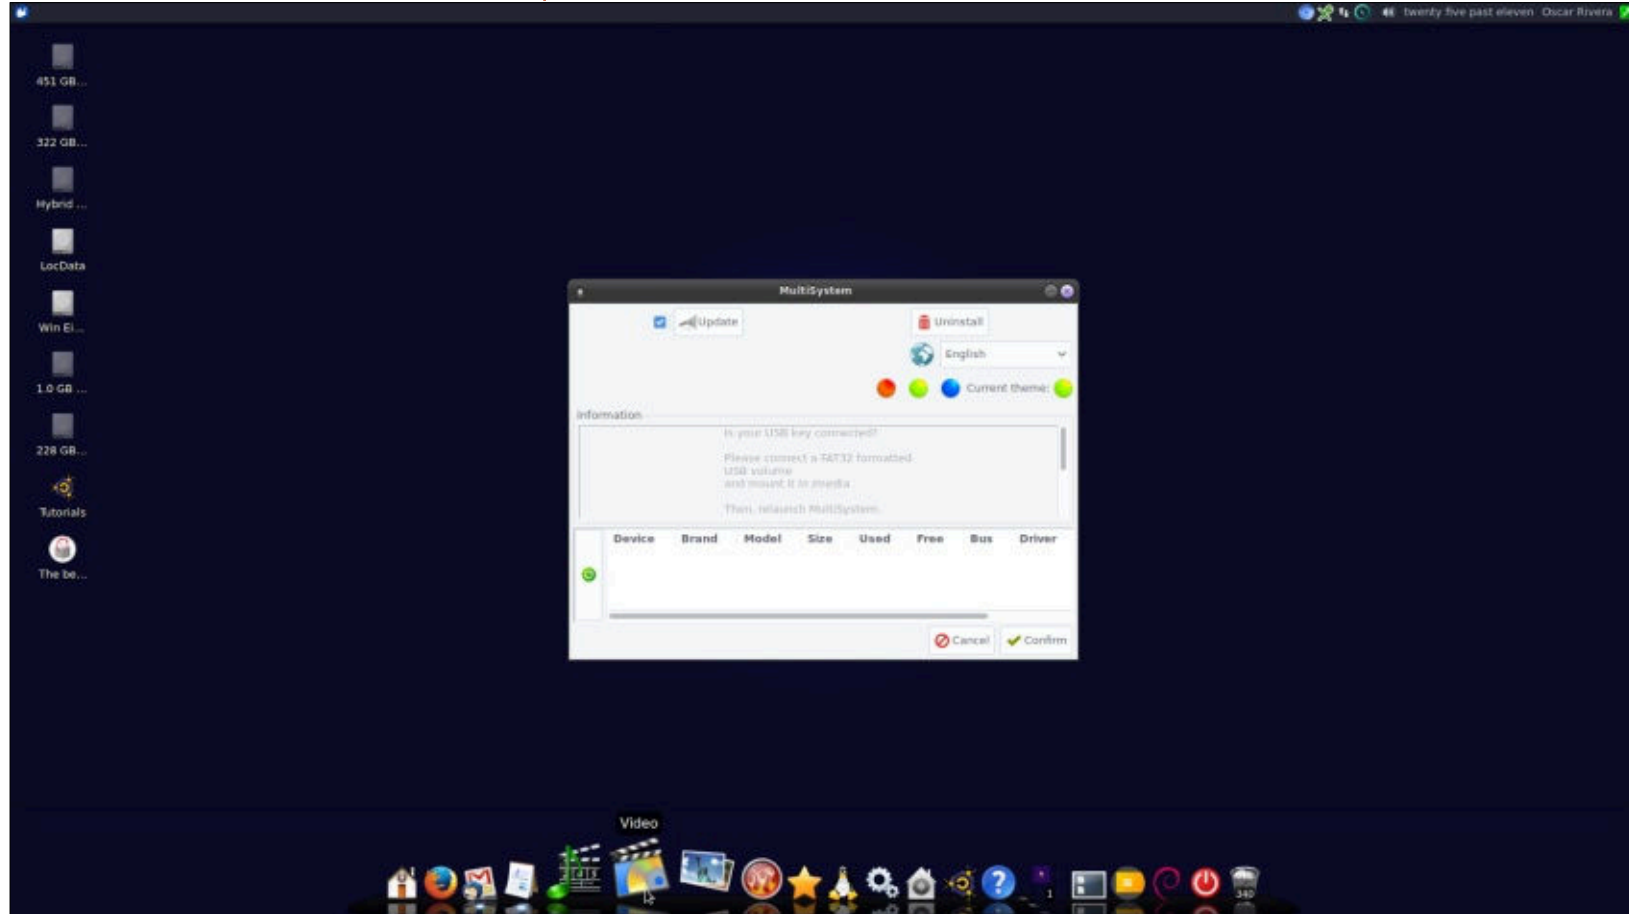 twenty five past eleven Oscar Rivera
451 GB...
322 GB...
Hybrid ...
LocData
Win Ei...
1.0 GB ...
228 GB...
Tutorials
The be...
MultiSystem
Update
Uninstall
English
Current theme:
Information
Is your USB key connected?
Please connect a FAT32 formatted
USB volume
and mount it in media
Then, relaunch MultiSystem.
Device Brand Model Size Used Free Bus Driver
Cancel Confirm
Video
1
340